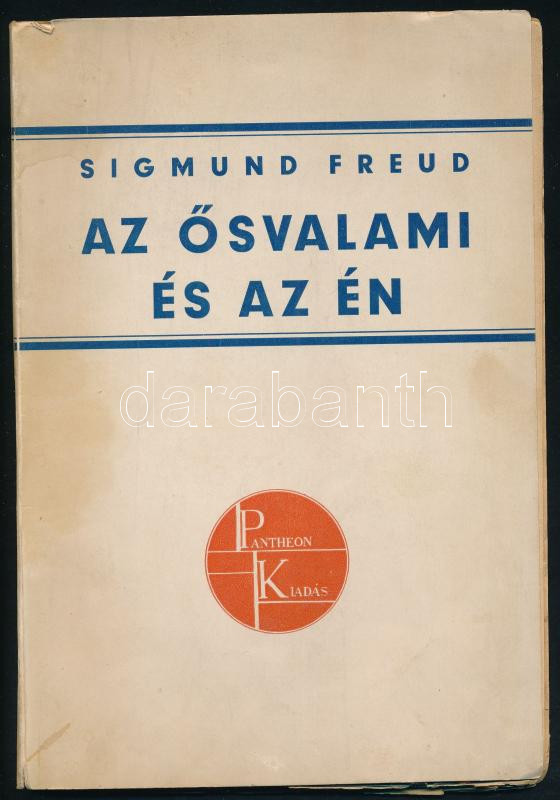 SIGMUND FREUD
AZ ŐSVALAMI
ÉS AZ ÉN
darabanth
PANTHEON
KIADÁS